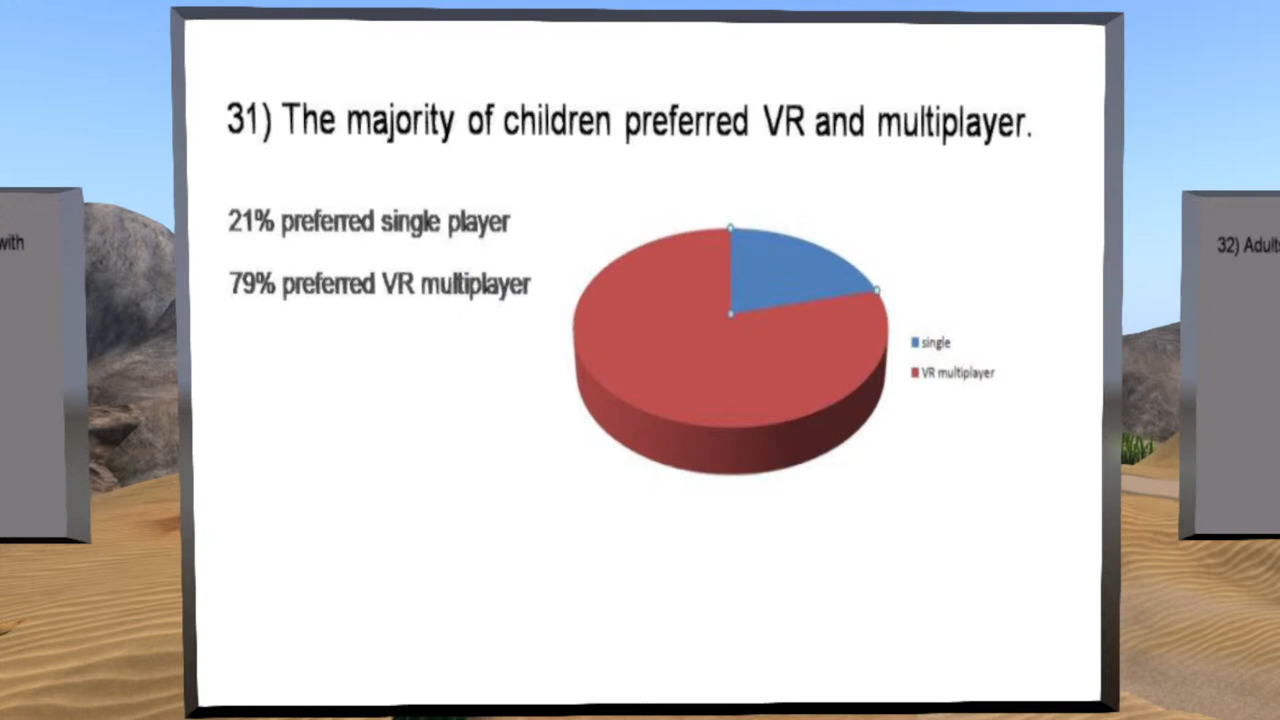 31) The majority of children preferred VR and multiplayer.
21% preferred single player
79% preferred VR multiplayer
single
VR multiplayer
with
32) Adults